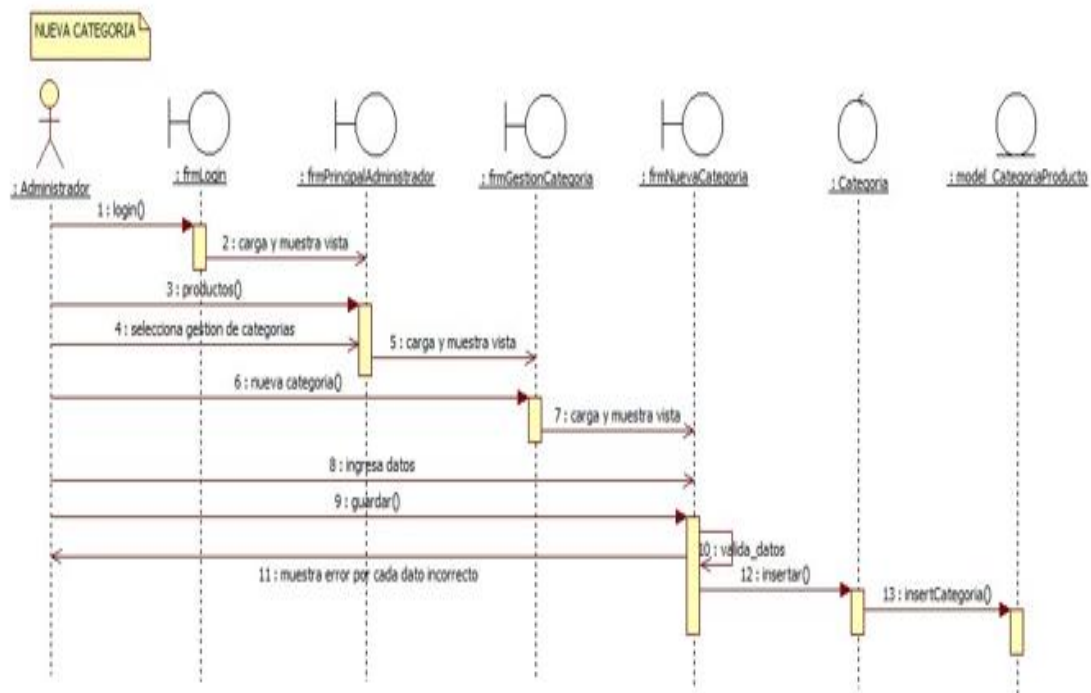 NUEVA CATEGORIA
: Administrador
: frmLogin
: frmPrincipalAdministrador
: frmGestionCategoria
: frmNuevaCategoria
: Categoria
: model_CategoriaProducto
1 : login()
2 : carga y muestra vista
3 : productos()
4 : selecciona gestion de categorias
5 : carga y muestra vista
6 : nueva categoria()
7 : carga y muestra vista
8 : ingresa datos
9 : guardar()
10 : valida_datos
11 : muestra error por cada dato incorrecto
12 : insertar()
13 : insertCategoria()